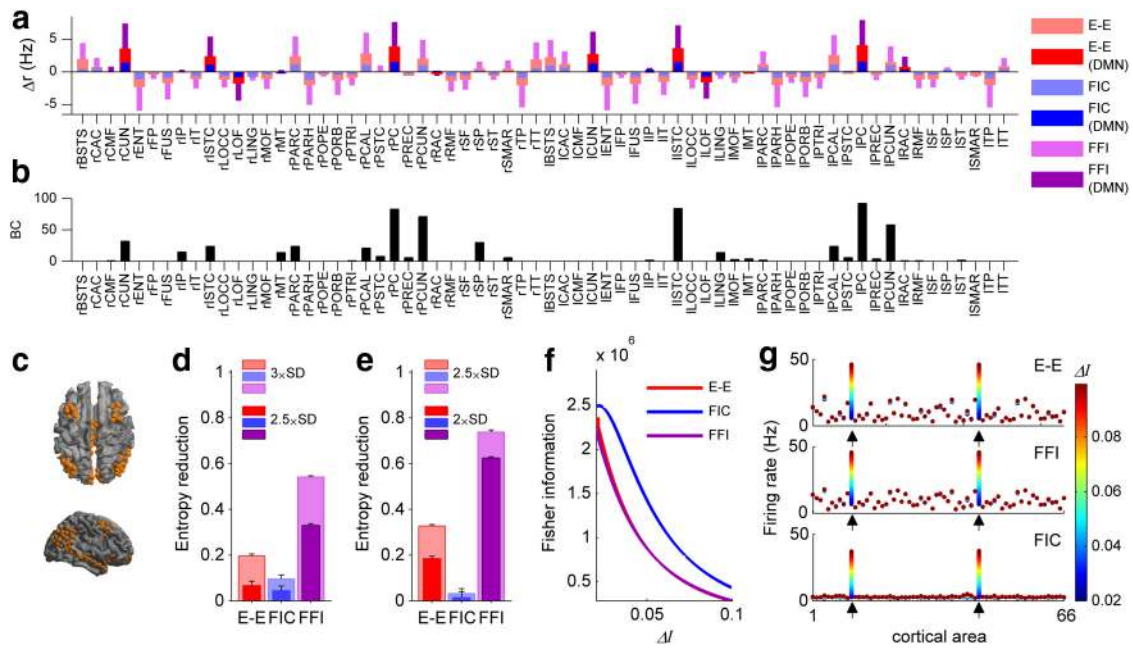 a
Δr (Hz)
5
0
-5
rBSTS rCAC rCMF rCUN rENT rFP rFUS rIP rIT rISTC rLOCC rLOF rLING rMOF rMT rPARC rPARH rPOPE rPORB rPTRI rPCAL rPSTC rPC rPREC rPCUN rRAC rRMF rSF rSP rST rSMAR rTP rTT lBSTS lCAC lCMF lCUN lENT lFP lFUS lIP lIT lISTC lLOCC lLOF lLING lMOF lMT lPARC lPARH lPOPE lPORB lPTRI lPCAL lPSTC lPC lPREC lPCUN lRAC lRMF lSF lSP lST lSMAR lTP lTT
E-E
E-E
(DMN)
FIC
FIC
(DMN)
FFI
FFI
(DMN)
b
BC
100
50
0
rBSTS rCAC rCMF rCUN rENT rFP rFUS rIP rIT rISTC rLOCC rLOF rLING rMOF rMT rPARC rPARH rPOPE rPORB rPTRI rPCAL rPSTC rPC rPREC rPCUN rRAC rRMF rSF rSP rST rSMAR rTP rTT lBSTS lCAC lCMF lCUN lENT lFP lFUS lIP lIT lISTC lLOCC lLOF lLING lMOF lMT lPARC lPARH lPOPE lPORB lPTRI lPCAL lPSTC lPC lPREC lPCUN lRAC lRMF lSF lSP lST lSMAR lTP lTT
c
d
Entropy reduction
1
0.8
0.6
0.4
0.2
0
3×SD
2.5×SD
E-E FIC FFI
e
Entropy reduction
1
0.8
0.6
0.4
0.2
0
2.5×SD
2×SD
E-E FIC FFI
f
x 10⁶
Fisher information
2.5
2
1.5
1
0.5
E-E
FIC
FFI
0.05 0.1
ΔI
g
Firing rate (Hz)
50
0
E-E
50
0
FFI
50
0
FIC
1 66
cortical area
ΔI
0.08
0.06
0.04
0.02